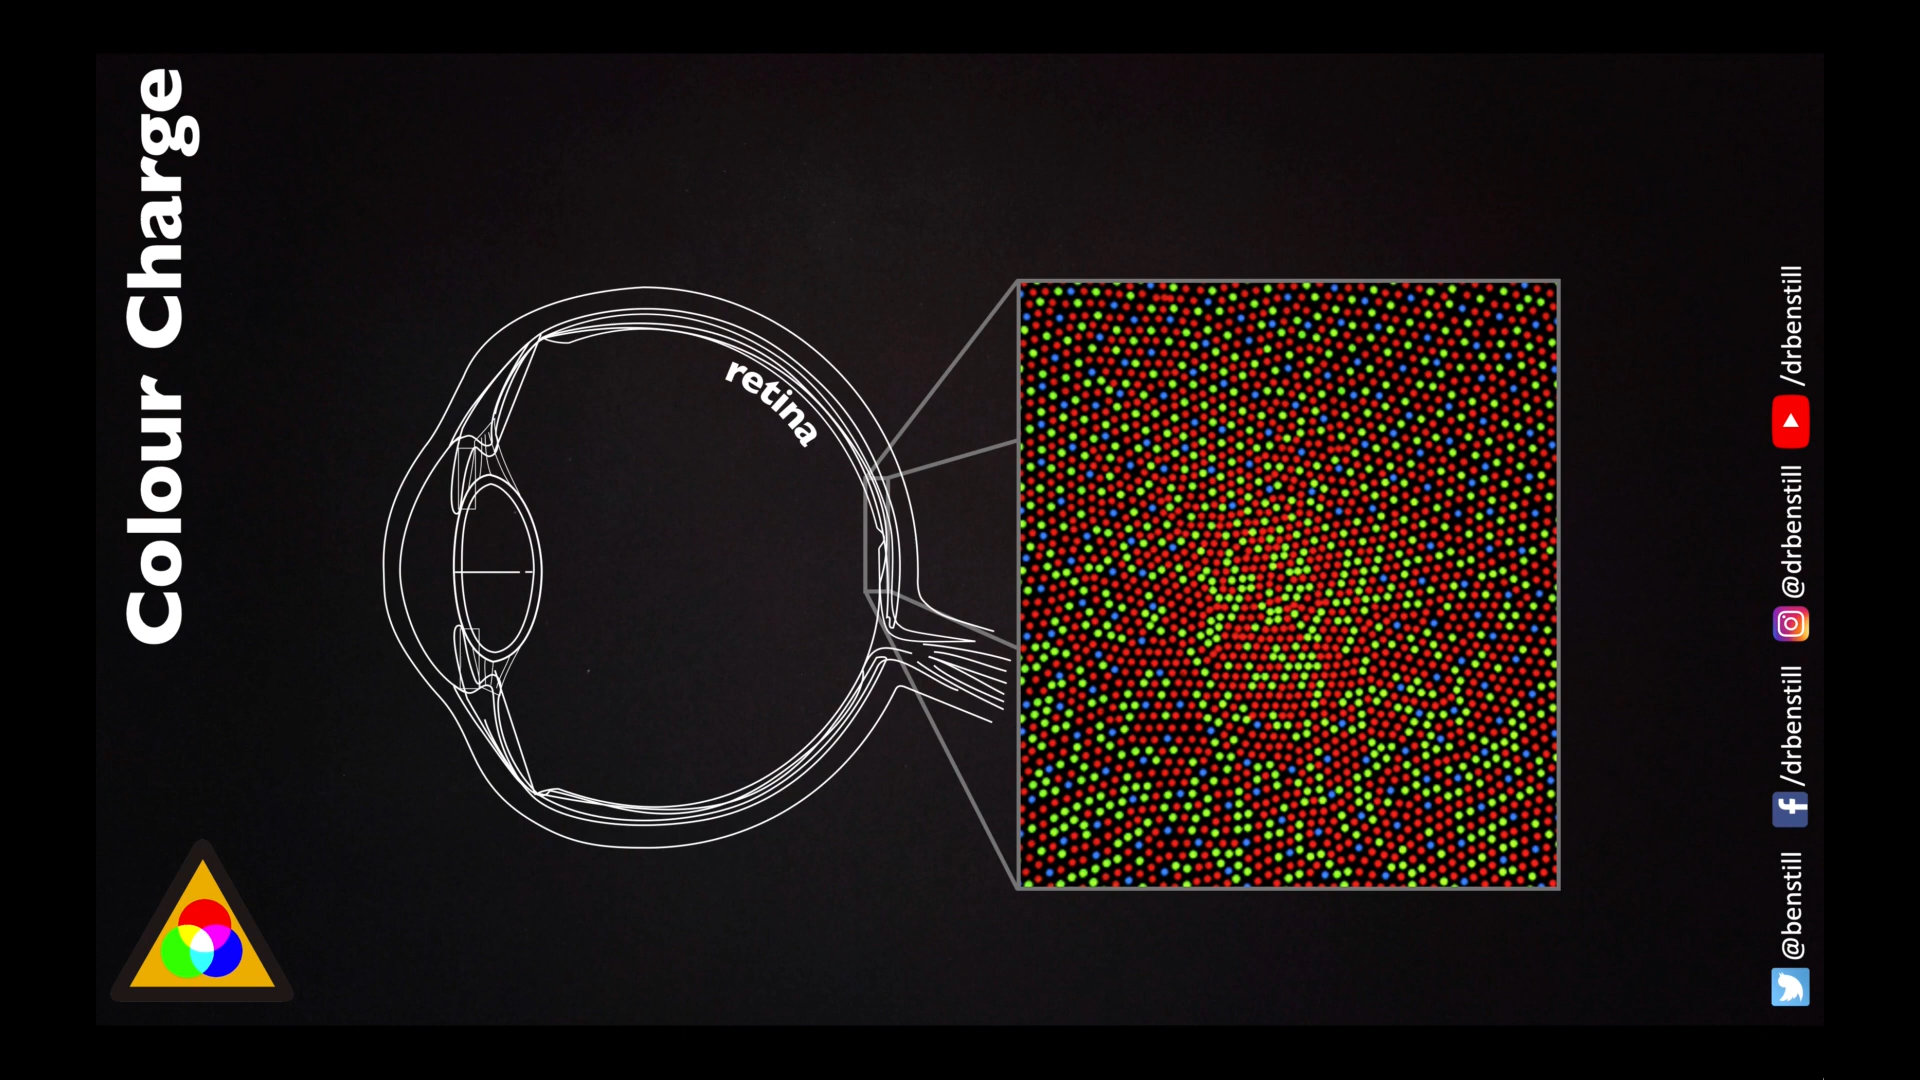 Colour Charge
retina
@benstill
/drbenstill
@drbenstill
/drbenstill